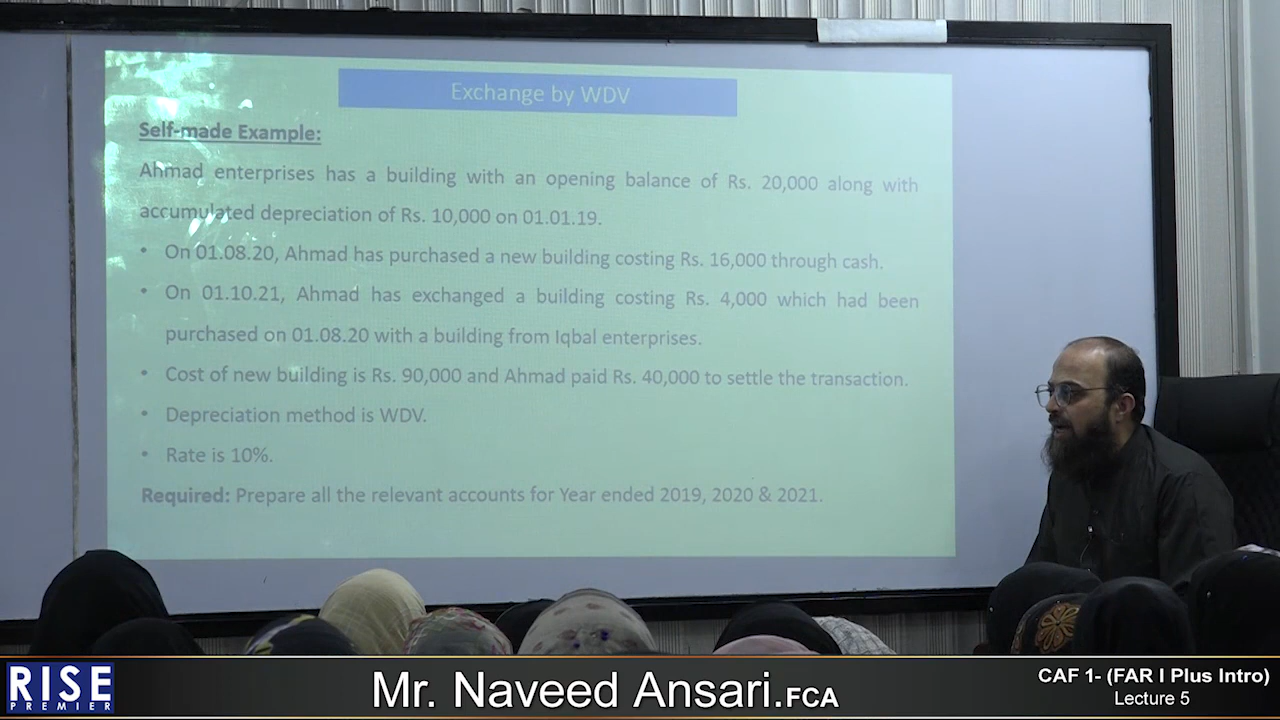 Exchange by WDV
Self-made Example:
Ahmad enterprises has a building with an opening balance of Rs. 20,000 along with
accumulated depreciation of Rs. 10,000 on 01.01.19.
• On 01.08.20, Ahmad has purchased a new building costing Rs. 16,000 through cash.
• On 01.10.21, Ahmad has exchanged a building costing Rs. 4,000 which had been
purchased on 01.08.20 with a building from Iqbal enterprises.
• Cost of new building is Rs. 90,000 and Ahmad paid Rs. 40,000 to settle the transaction.
• Depreciation method is WDV.
• Rate is 10%.
Required: Prepare all the relevant accounts for Year ended 2019, 2020 & 2021.
RISE
PREMIER
Mr. Naveed Ansari.FCA
CAF 1- (FAR I Plus Intro)
Lecture 5